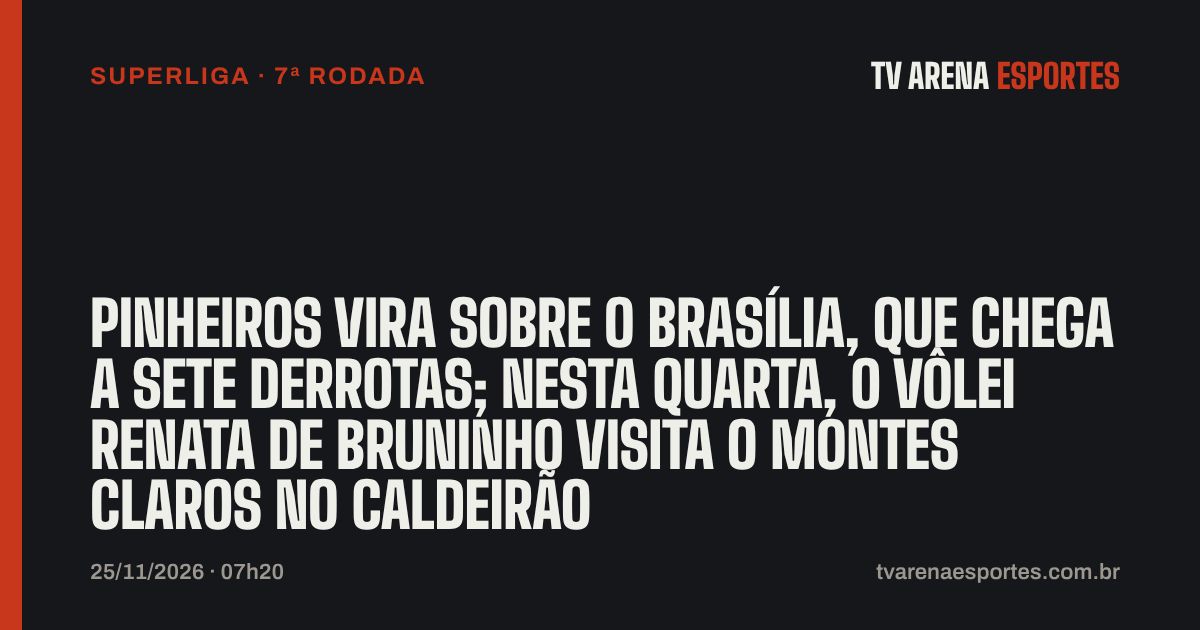 SUPERLIGA · 7ª RODADA
TV ARENA ESPORTES
PINHEIROS VIRA SOBRE O BRASÍLIA, QUE CHEGA
A SETE DERROTAS; NESTA QUARTA, O VÔLEI
RENATA DE BRUNINHO VISITA O MONTES
CLAROS NO CALDEIRÃO
25/11/2026 · 07h20
tvarenaesportes.com.br